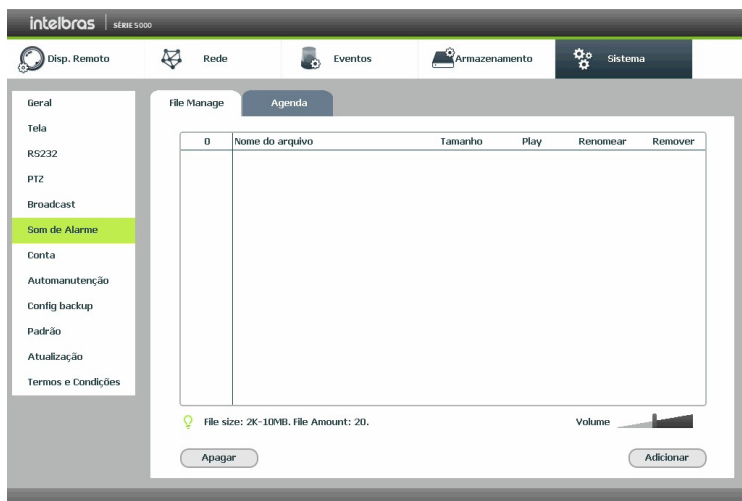 intelbras SÉRIE 5000
Disp. Remoto Rede Eventos Armazenamento Sistema
Geral
Tela
RS232
PTZ
Broadcast
Som de Alarme
Conta
Automanutenção
Config backup
Padrão
Atualização
Termos e Condições
File Manage Agenda
0 Nome do arquivo Tamanho Play Renomear Remover
File size: 2K-10MB. File Amount: 20. Volume
Apagar Adicionar